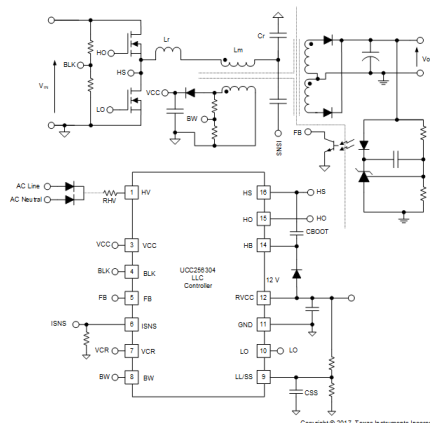 Lr
Lm
Cr
HO
HS
BLK
VIN
LO
VCC
BW
ISNS
FB
Vo
AC Line
AC Neutral
RHV
1 HV
HS 16
HS
HO 15
HO
CBOOT
VCC
3 VCC
HB 14
BLK
4 BLK
UCC256304
LLC
Controller
12 V
FB
5 FB
RVCC 12
ISNS
6 ISNS
GND 11
VCR
7 VCR
LO 10
LO
BW
8 BW
LL/SS 9
CSS
Copyright © 2017, Texas Instruments Incorpor